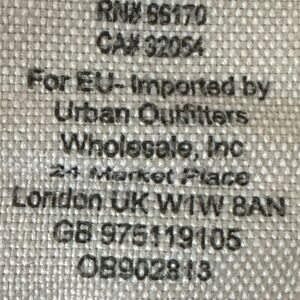 RN# 66170
CA# 32054
For EU- Imported by
Urban Outfitters
Wholesale, Inc
24 Market Place
London UK W1W 8AN
GB 975119105
OB902813